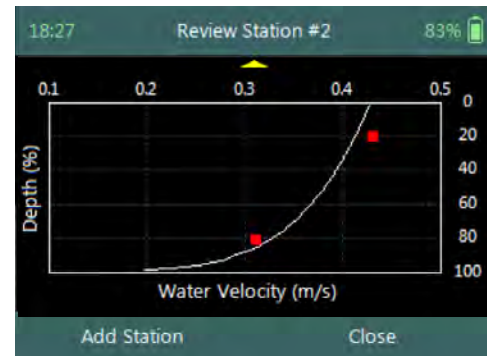 18:27 Review Station #2 83%
0.1 0.2 0.3 0.4 0.5
0
20
40
60
80
100
Depth (%)
Water Velocity (m/s)
Add Station Close